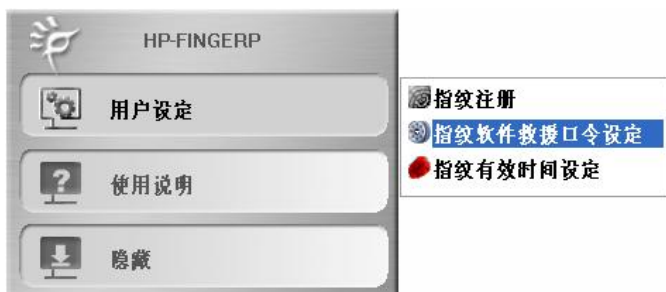 HP-FINGERP
用户设定
使用说明
隐藏
指纹注册
指纹软件救援口令设定
指纹有效时间设定